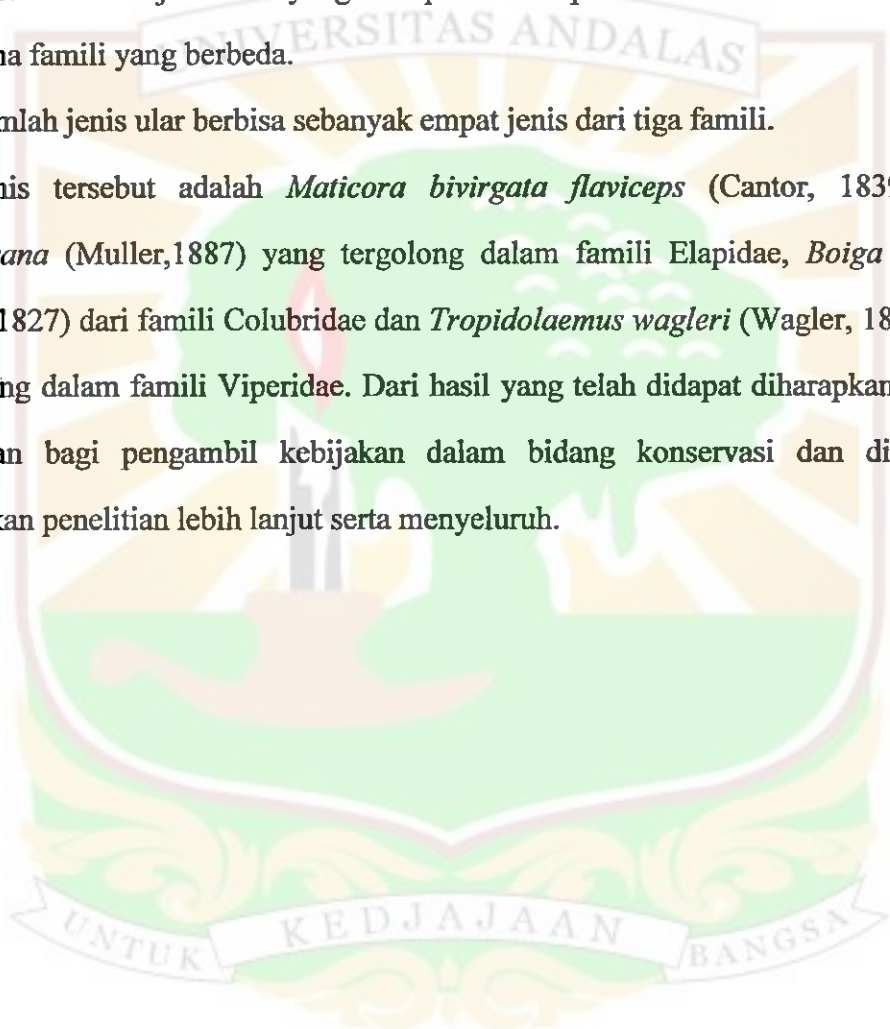 UNIVERSITAS ANDALAS
na famili yang berbeda.
mlah jenis ular berbisa sebanyak empat jenis dari tiga famili.
nis tersebut adalah Maticora bivirgata flaviceps (Cantor, 1839
ana (Muller,1887) yang tergolong dalam famili Elapidae, Boiga
1827) dari famili Colubridae dan Tropidolaemus wagleri (Wagler, 18
ng dalam famili Viperidae. Dari hasil yang telah didapat diharapkan
an bagi pengambil kebijakan dalam bidang konservasi dan di
kan penelitian lebih lanjut serta menyeluruh.
UNTUK KEDJAJAAN BANGSA